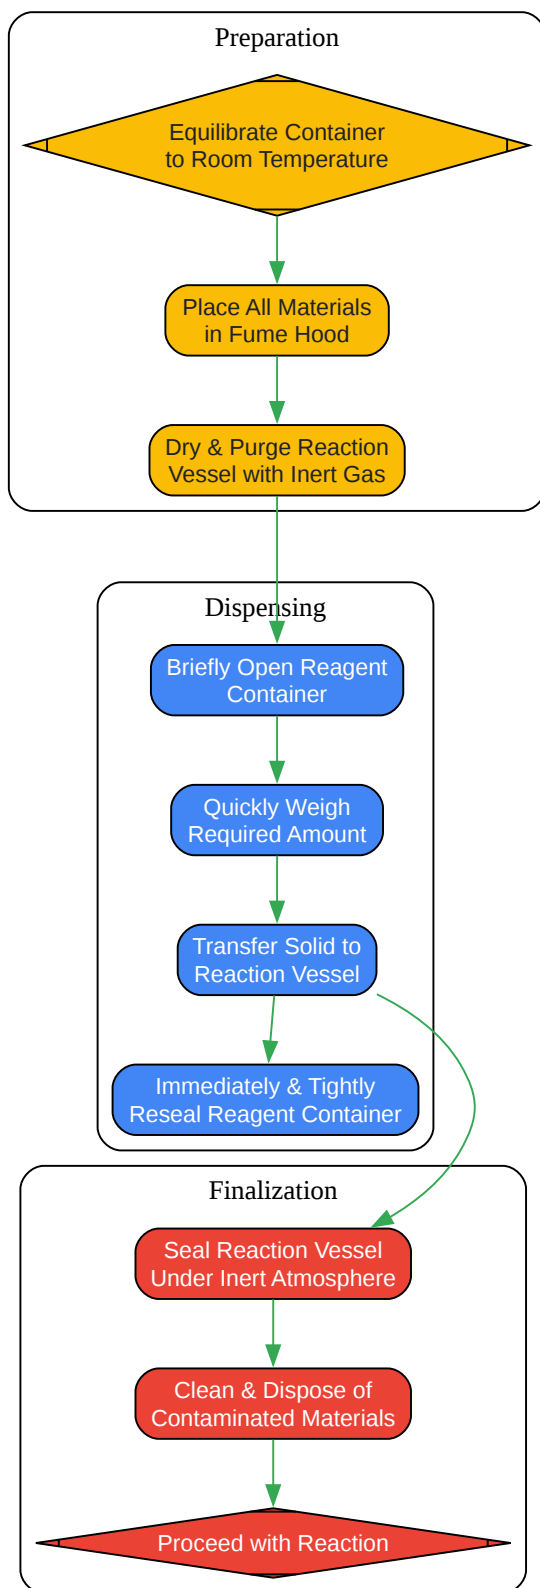 Preparation
Equilibrate Container
to Room Temperature
Place All Materials
in Fume Hood
Dry & Purge Reaction
Vessel with Inert Gas
Dispensing
Briefly Open Reagent
Container
Quickly Weigh
Required Amount
Transfer Solid to
Reaction Vessel
Immediately & Tightly
Reseal Reagent Container
Finalization
Seal Reaction Vessel
Under Inert Atmosphere
Clean & Dispose of
Contaminated Materials
Proceed with Reaction